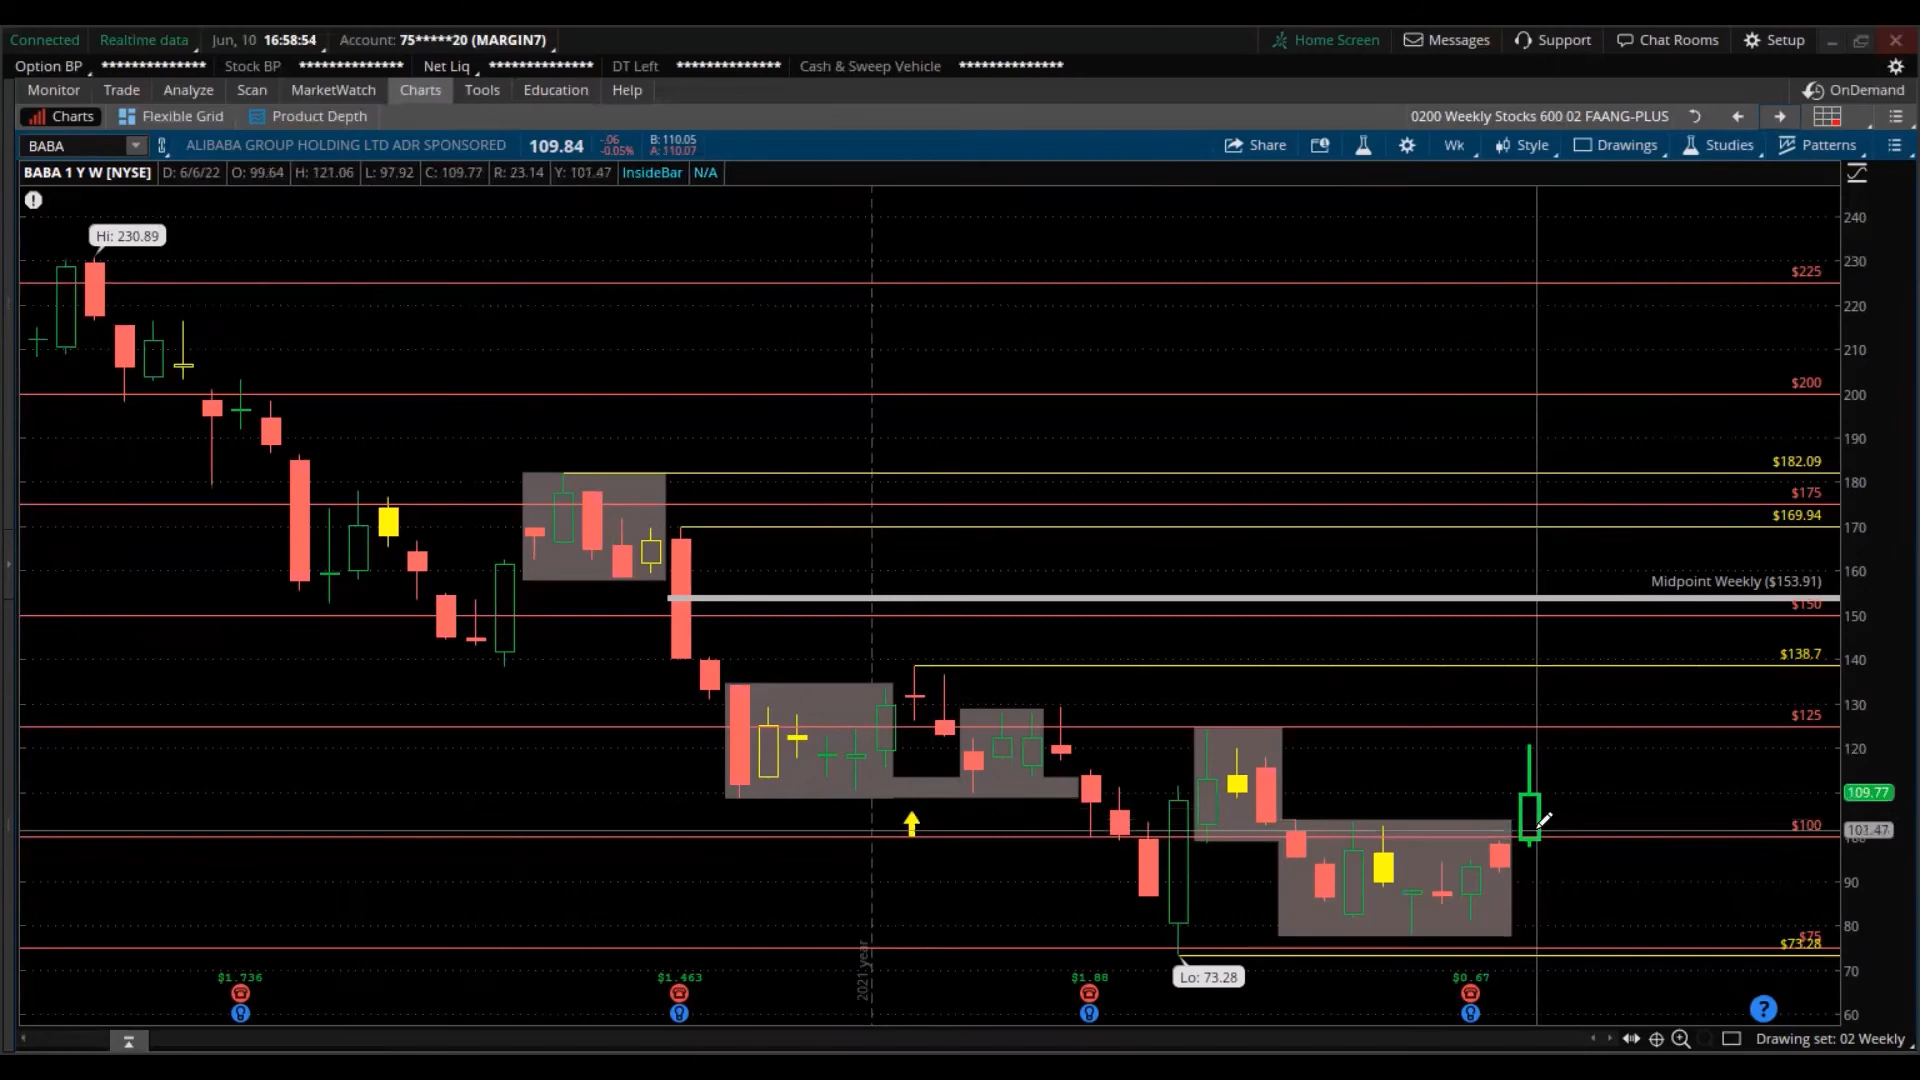 Connected Realtime data Jun, 10 16:58:54 Account: 75*****20 (MARGIN7) Home Screen Messages Support Chat Rooms Setup
Option BP ************** Stock BP ************** Net Liq ************** DT Left ************** Cash & Sweep Vehicle **************
Monitor Trade Analyze Scan MarketWatch Charts Tools Education Help OnDemand
Charts Flexible Grid Product Depth 0200 Weekly Stocks 600 02 FAANG-PLUS
BABA ALIBABA GROUP HOLDING LTD ADR SPONSORED 109.84 -.06 -0.05% B: 110.05 A: 110.07 Share Wk Style Drawings Studies Patterns
BABA 1 Y W [NYSE] D: 6/6/22 O: 99.64 H: 121.06 L: 97.92 C: 109.77 R: 23.14 Y: 101.47 InsideBar N/A
240
Hi: 230.89
230
$225
220
210
$200
200
190
$182.09
180
$175
$169.94
170
Midpoint Weekly ($153.91)
160
$150
150
$138.7
140
130
$125
120
109.77
$100
101.47
90
80
$75
$73.28
Lo: 73.28
70
2021 year
$1.736 $1.463 $1.88 $0.67
60
Drawing set: 02 Weekly